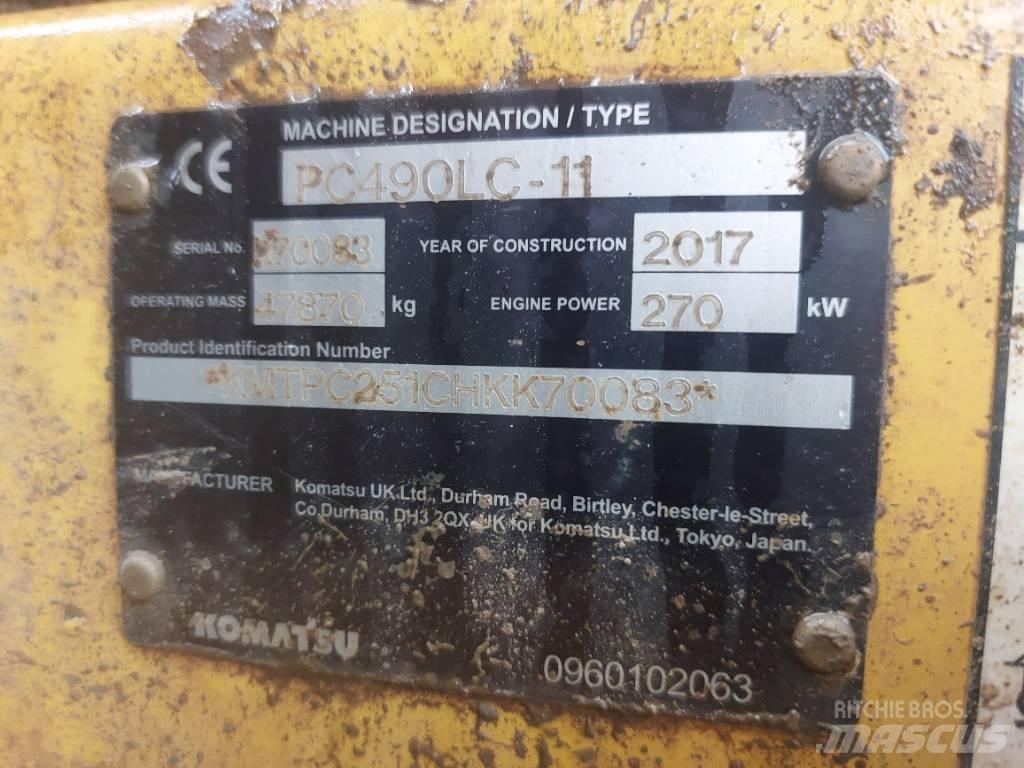 CE
MACHINE DESIGNATION / TYPE
PC490LC-11
SERIAL No. K70083 YEAR OF CONSTRUCTION 2017
OPERATING MASS 47870 kg ENGINE POWER 270 kW
Product Identification Number
*KMTPC251CHKK70083*
MANUFACTURER Komatsu UK Ltd., Durham Road, Birtley, Chester-le-Street,
Co.Durham, DH3 2QX, UK for Komatsu Ltd., Tokyo, Japan.
KOMATSU
0960102063
RITCHIE BROS.
MASCUS